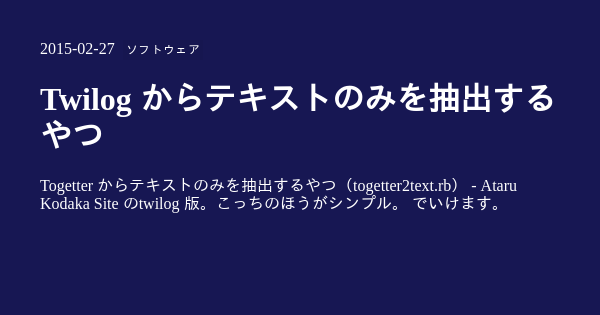 2015-02-27 ソフトウェア
Twilog からテキストのみを抽出する
やつ
Togetter からテキストのみを抽出するやつ（togetter2text.rb） - Ataru
Kodaka Site のtwilog 版。こっちのほうがシンプル。 でいけます。